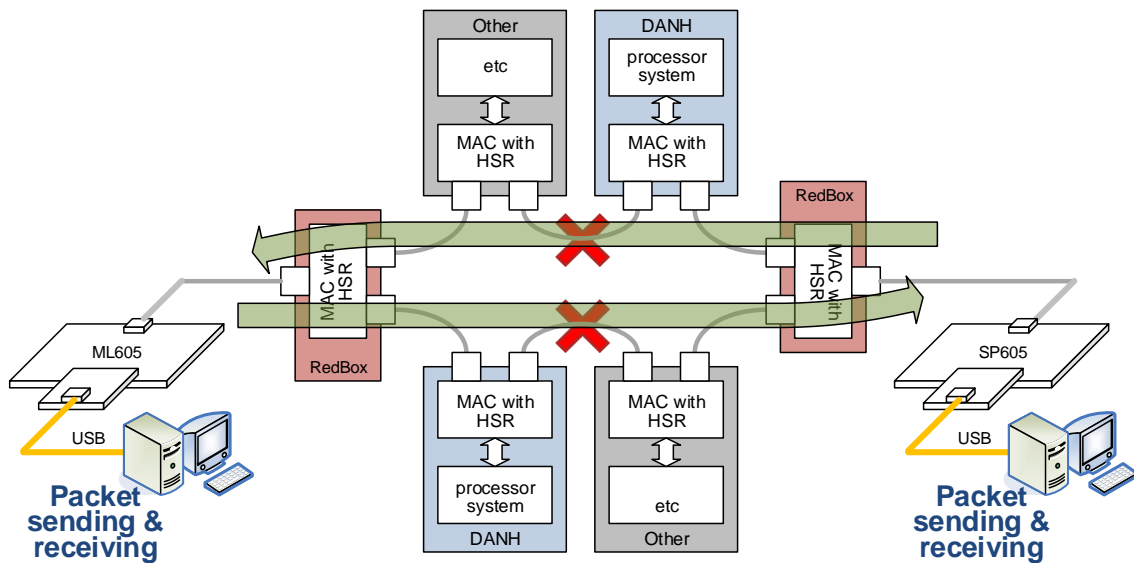 Other
etc
MAC with
HSR
DANH
processor
system
MAC with
HSR
RedBox
MAC with
HSR
MAC with
HSR
RedBox
ML605
USB
Packet
sending &
receiving
MAC with
HSR
processor
system
DANH
MAC with
HSR
etc
Other
SP605
USB
Packet
sending &
receiving